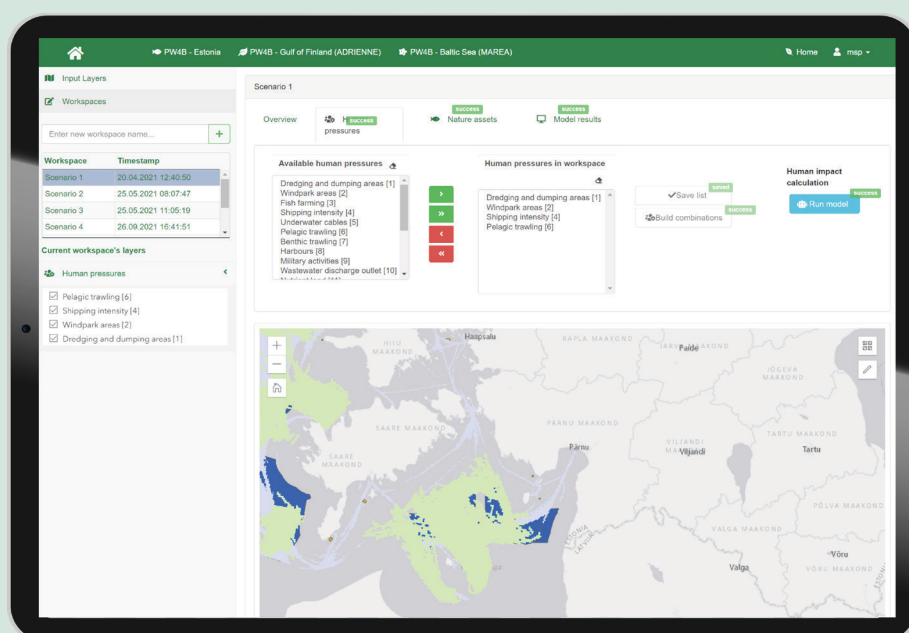 PW4B - Estonia
PW4B - Gulf of Finland (ADRIENNE)
PW4B - Baltic Sea (MAREA)
Home
msp
Input Layers
Workspaces
Enter new workspace name...
+
Workspace Timestamp
Scenario 1 20.04.2021 12:40:50
Scenario 2 25.05.2021 08:07:47
Scenario 3 25.05.2021 11:05:19
Scenario 4 26.09.2021 16:41:51
Current workspace's layers
Human pressures
Pelagic trawling [6]
Shipping intensity [4]
Windpark areas [2]
Dredging and dumping areas [1]
Scenario 1
Overview
success
pressures
success
Nature assets
success
Model results
Available human pressures
Dredging and dumping areas [1]
Windpark areas [2]
Fish farming [3]
Shipping intensity [4]
Underwater cables [5]
Pelagic trawling [6]
Benthic trawling [7]
Harbours [8]
Military activities [9]
Wastewater discharge outlet [10]
Human pressures in workspace
Dredging and dumping areas [1]
Windpark areas [2]
Shipping intensity [4]
Pelagic trawling [6]
saved
Save list
success
Build combinations
Human impact
calculation
success
Run model
HIIU
MAAKOND
Haapsalu
RAPLA MAAKOND
Paide
JÕGEVA
MAAKOND
SAARE MAAKOND
SAARE
MAAKOND
PÄRNU MAAKOND
Pärnu
VILJANDI
Viljandi
TARTU MAAKOND
Tartu
PÕLVA MAAKOND
VALGA MAAKOND
ESTONIA
LATVIA
Valga
Võru
VÕRU MAAKOND